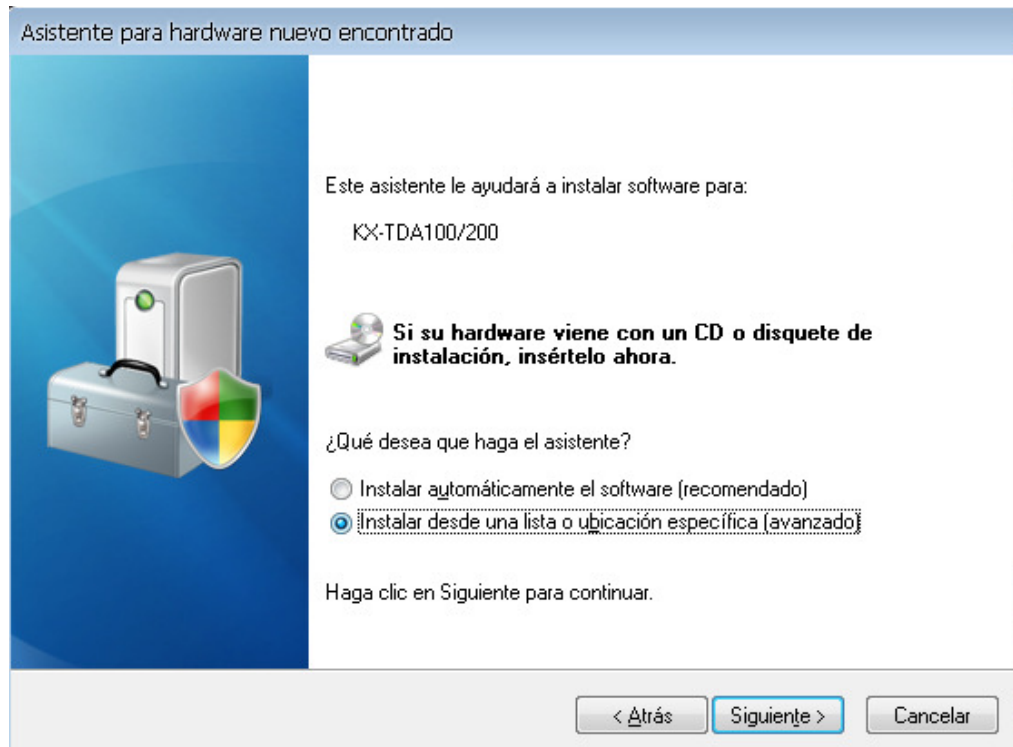 Asistente para hardware nuevo encontrado
Este asistente le ayudará a instalar software para:
KX-TDA100/200
Si su hardware viene con un CD o disquete de
instalación, insértelo ahora.
¿Qué desea que haga el asistente?
Instalar automáticamente el software (recomendado)
Instalar desde una lista o ubicación específica (avanzado)
Haga clic en Siguiente para continuar.
< Atrás
Siguiente >
Cancelar